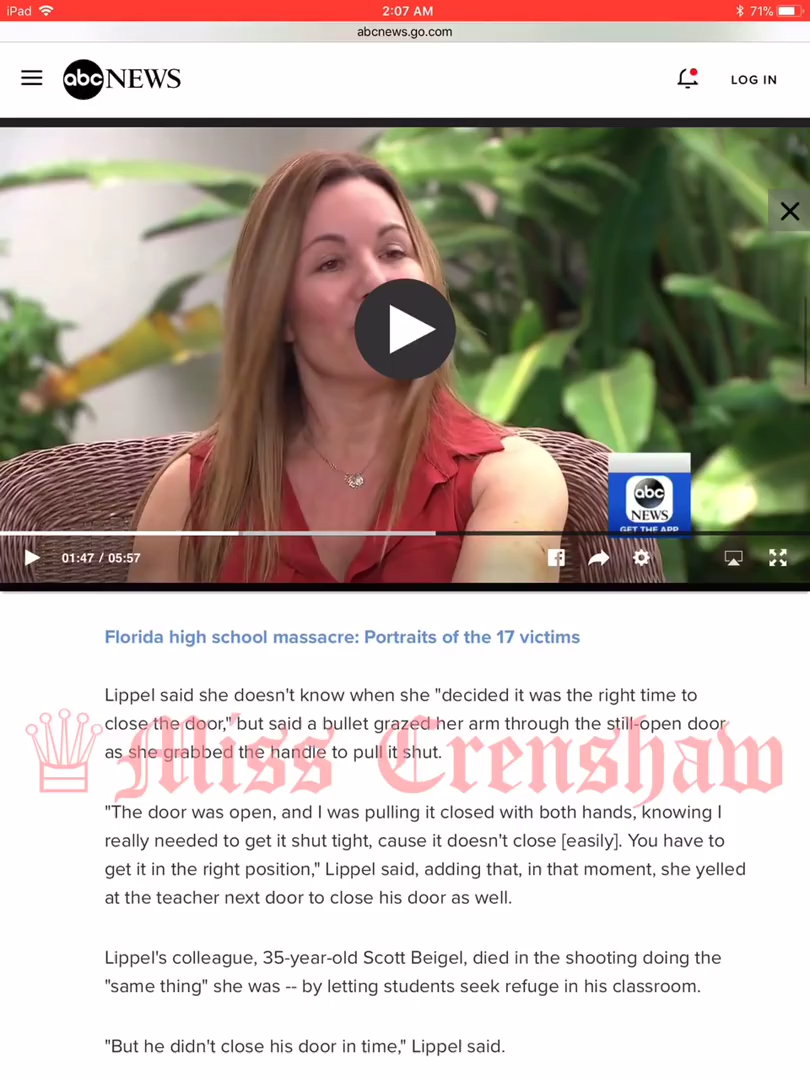 iPad 2:07 AM 71%
abcnews.go.com
abc NEWS LOG IN
abc
NEWS
GET THE APP
01:47 / 05:57
Florida high school massacre: Portraits of the 17 victims
Lippel said she doesn't know when she "decided it was the right time to
close the door," but said a bullet grazed her arm through the still-open door
as she grabbed the handle to pull it shut.
Miss Crenshaw
"The door was open, and I was pulling it closed with both hands, knowing I
really needed to get it shut tight, cause it doesn't close [easily]. You have to
get it in the right position," Lippel said, adding that, in that moment, she yelled
at the teacher next door to close his door as well.
Lippel's colleague, 35-year-old Scott Beigel, died in the shooting doing the
"same thing" she was -- by letting students seek refuge in his classroom.
"But he didn't close his door in time," Lippel said.